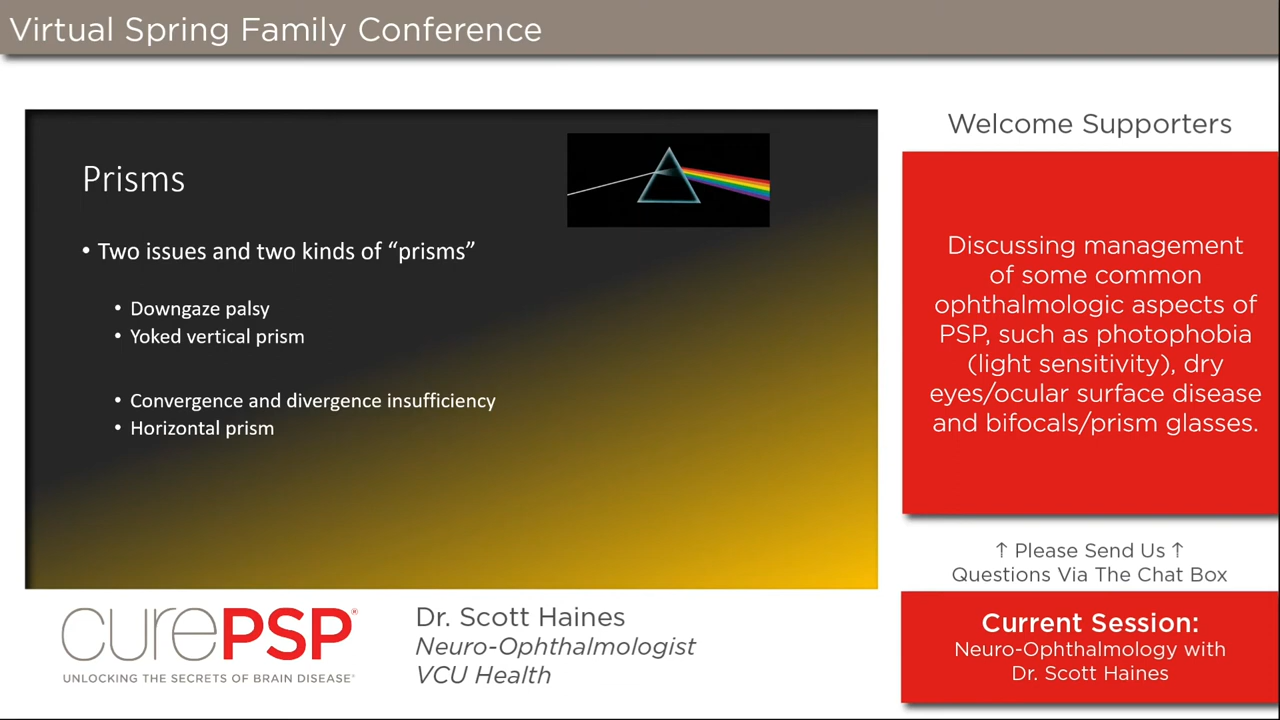 Virtual Spring Family Conference
Prisms
• Two issues and two kinds of “prisms”
• Downgaze palsy
• Yoked vertical prism
• Convergence and divergence insufficiency
• Horizontal prism
Welcome Supporters
Discussing management
of some common
ophthalmologic aspects of
PSP, such as photophobia
(light sensitivity), dry
eyes/ocular surface disease
and bifocals/prism glasses.
↑ Please Send Us ↑
Questions Via The Chat Box
curePSP®
UNLOCKING THE SECRETS OF BRAIN DISEASE®
Dr. Scott Haines
Neuro-Ophthalmologist
VCU Health
Current Session:
Neuro-Ophthalmology with
Dr. Scott Haines